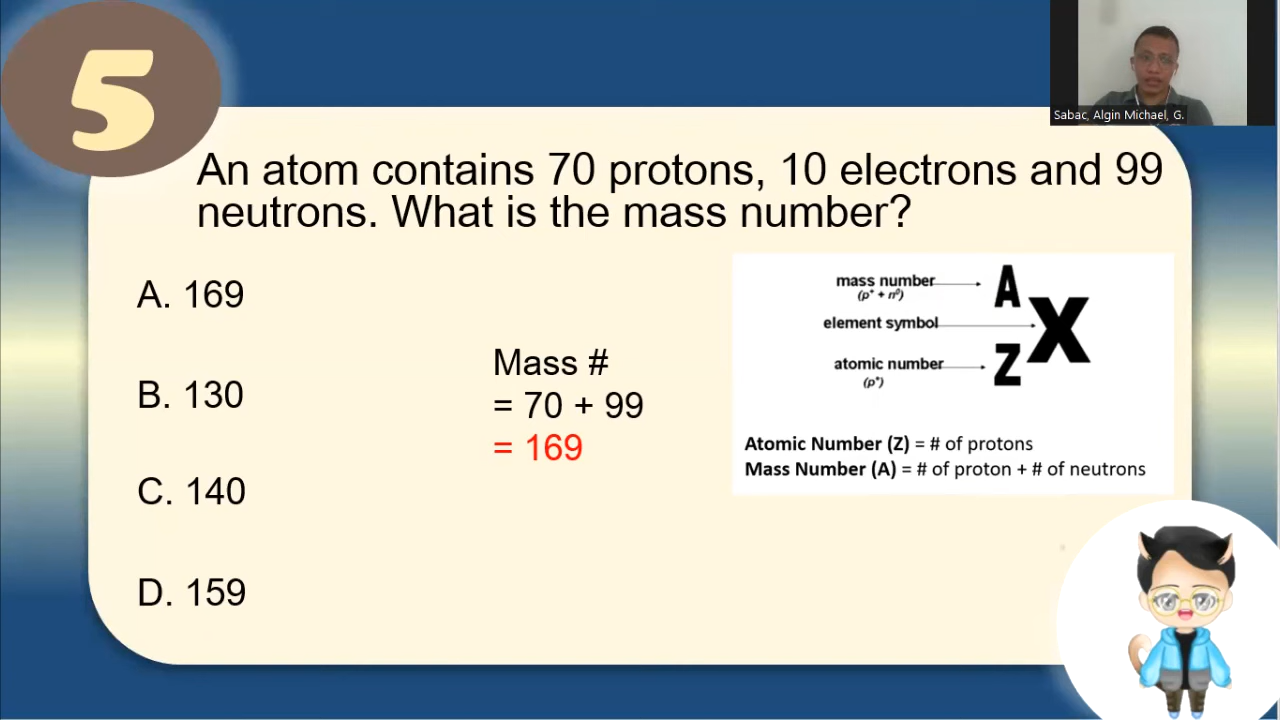 5
Sabac, Algin Michael, G.
An atom contains 70 protons, 10 electrons and 99
neutrons. What is the mass number?
A. 169
B. 130
C. 140
D. 159
Mass #
= 70 + 99
= 169
mass number
(p⁺ + n⁰)
element symbol
atomic number
(p⁺)
A
X
Z
Atomic Number (Z) = # of protons
Mass Number (A) = # of proton + # of neutrons